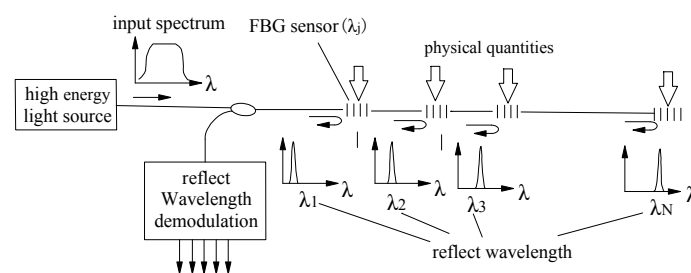 input spectrum
FBG sensor(λj)
physical quantities
λ
high energy
light source
reflect
Wavelength
demodulation
λ
λ
λ
λ
λ1
λ2
λ3
λN
reflect wavelength